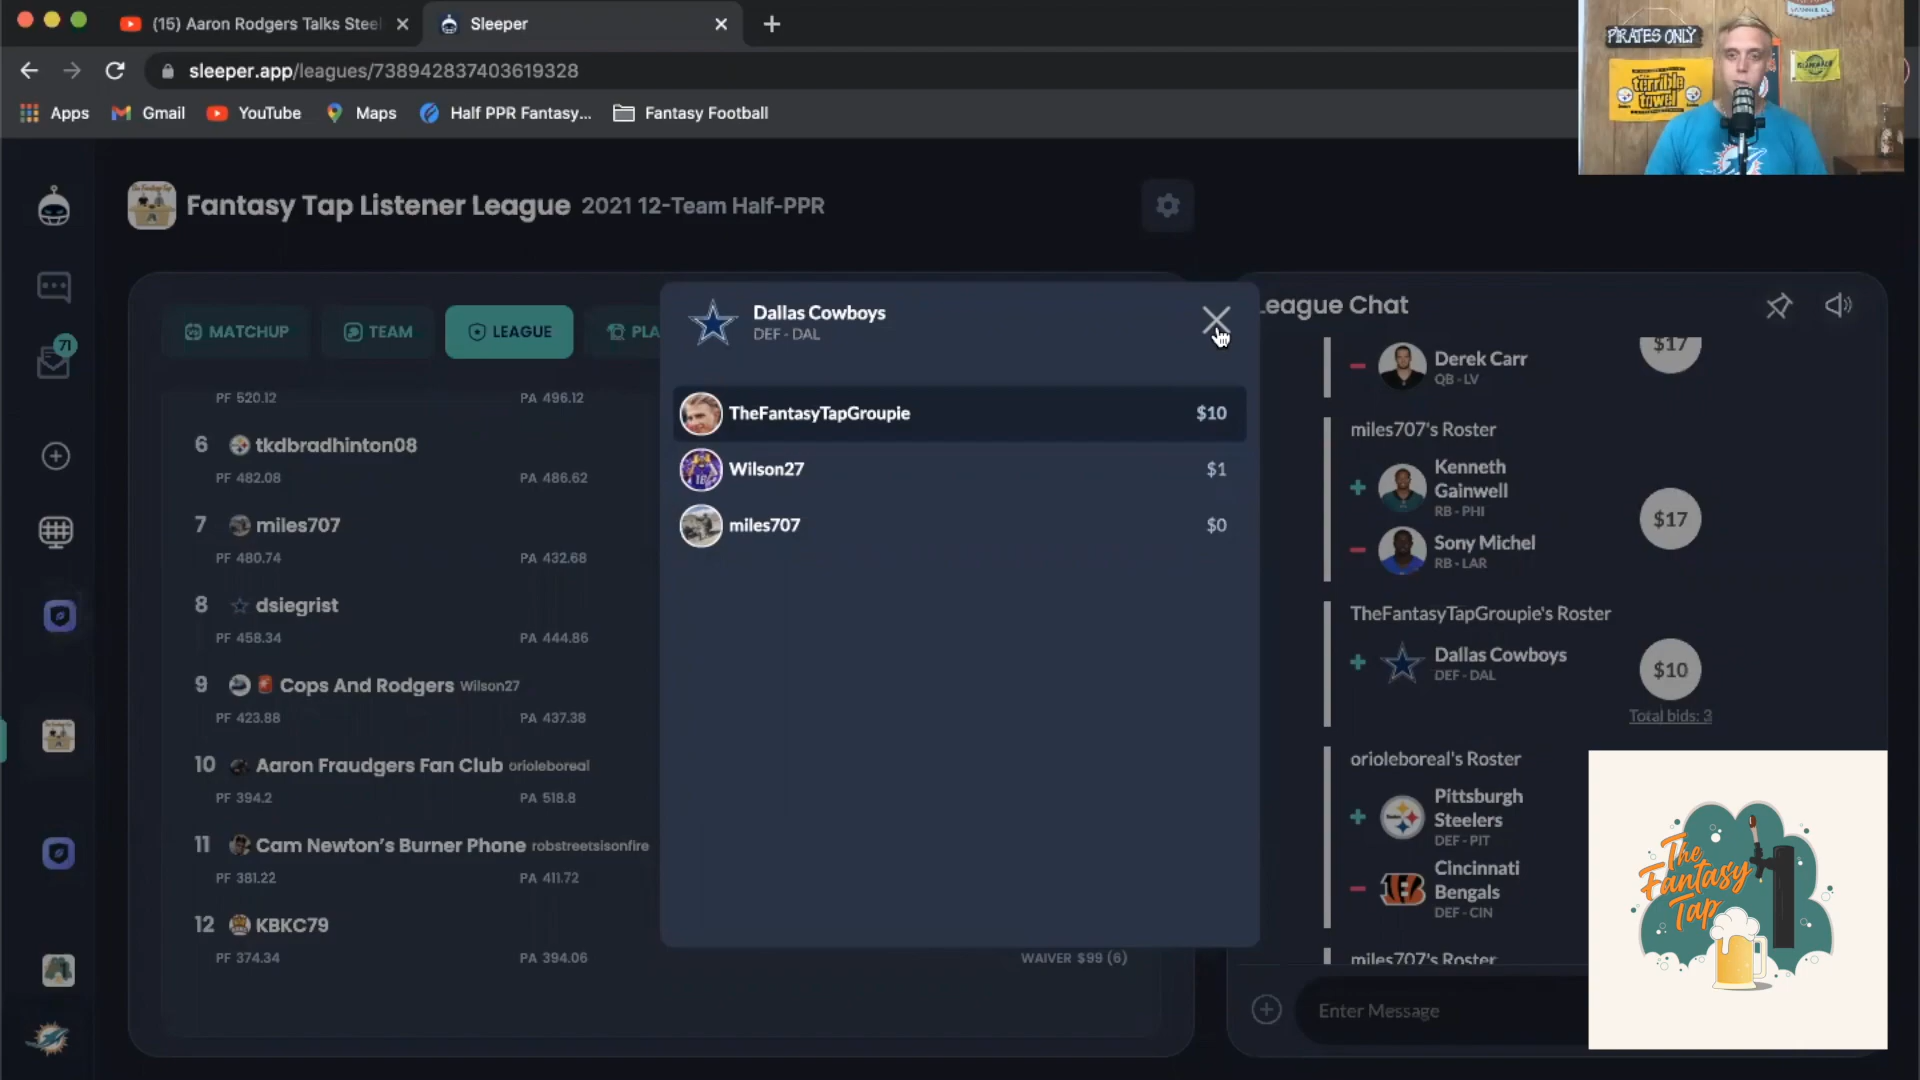 (15) Aaron Rodgers Talks Steel
Sleeper
sleeper.app/leagues/738942837403619328
Apps
Gmail
YouTube
Maps
Half PPR Fantasy...
Fantasy Football
PIRATES ONLY
terrible
towel
Fantasy Tap Listener League 2021 12-Team Half-PPR
MATCHUP
TEAM
LEAGUE
PLA
71
PF 520.12
PA 496.12
6 tkdbradhinton08
PF 482.08
PA 486.62
7 miles707
PF 480.74
PA 432.68
8 dsiegrist
PF 458.34
PA 444.86
9 Cops And Rodgers Wilson27
PF 423.88
PA 437.38
10 Aaron Fraudgers Fan Club orioleboreal
PF 394.2
PA 518.8
11 Cam Newton’s Burner Phone robstreetsisonfire
PF 381.22
PA 411.72
12 KBKC79
PF 374.34
PA 394.06
WAIVER $99 (6)
Dallas Cowboys
DEF - DAL
TheFantasyTapGroupie $10
Wilson27 $1
miles707 $0
League Chat
$17
Derek Carr
QB - LV
miles707's Roster
Kenneth
Gainwell
RB - PHI
$17
Sony Michel
RB - LAR
TheFantasyTapGroupie's Roster
Dallas Cowboys
DEF - DAL
$10
Total bids: 3
orioleboreal's Roster
Pittsburgh
Steelers
DEF - PIT
Cincinnati
Bengals
DEF - CIN
miles707's Roster
Enter Message
The
Fantasy
Tap